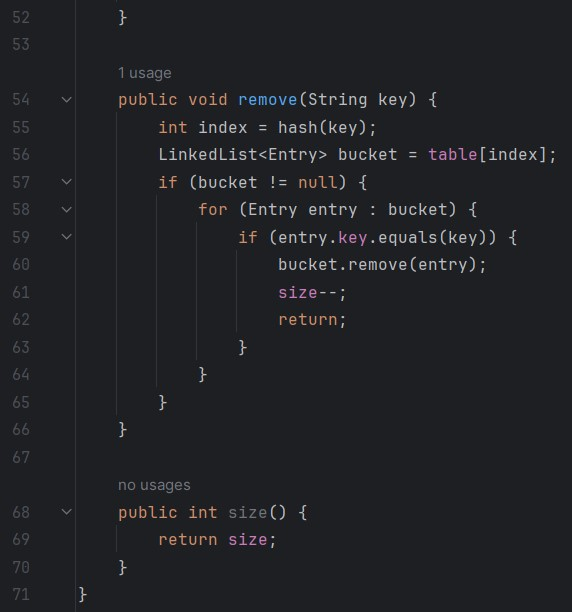 52 }
53
1 usage
54 public void remove(String key) {
55 int index = hash(key);
56 LinkedList<Entry> bucket = table[index];
57 if (bucket != null) {
58 for (Entry entry : bucket) {
59 if (entry.key.equals(key)) {
60 bucket.remove(entry);
61 size--;
62 return;
63 }
64 }
65 }
66 }
67
no usages
68 public int size() {
69 return size;
70 }
71 }